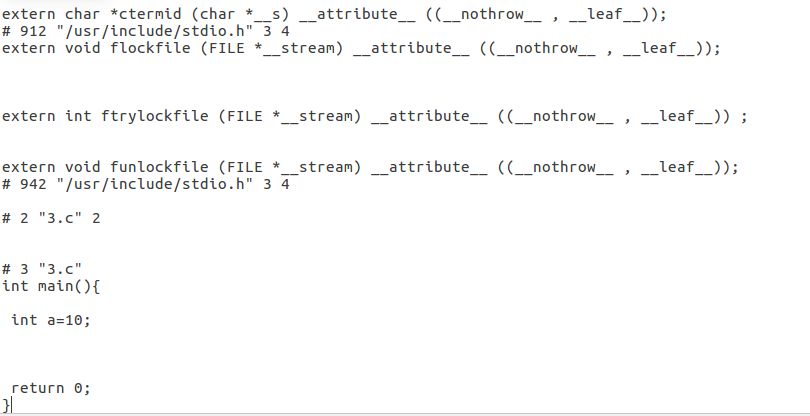 extern char *ctermid (char *__s) __attribute__ ((__nothrow__ , __leaf__));
# 912 "/usr/include/stdio.h" 3 4
extern void flockfile (FILE *__stream) __attribute__ ((__nothrow__ , __leaf__));
extern int ftrylockfile (FILE *__stream) __attribute__ ((__nothrow__ , __leaf__)) ;
extern void funlockfile (FILE *__stream) __attribute__ ((__nothrow__ , __leaf__));
# 942 "/usr/include/stdio.h" 3 4
# 2 "3.c" 2
# 3 "3.c"
int main(){
int a=10;
return 0;
}